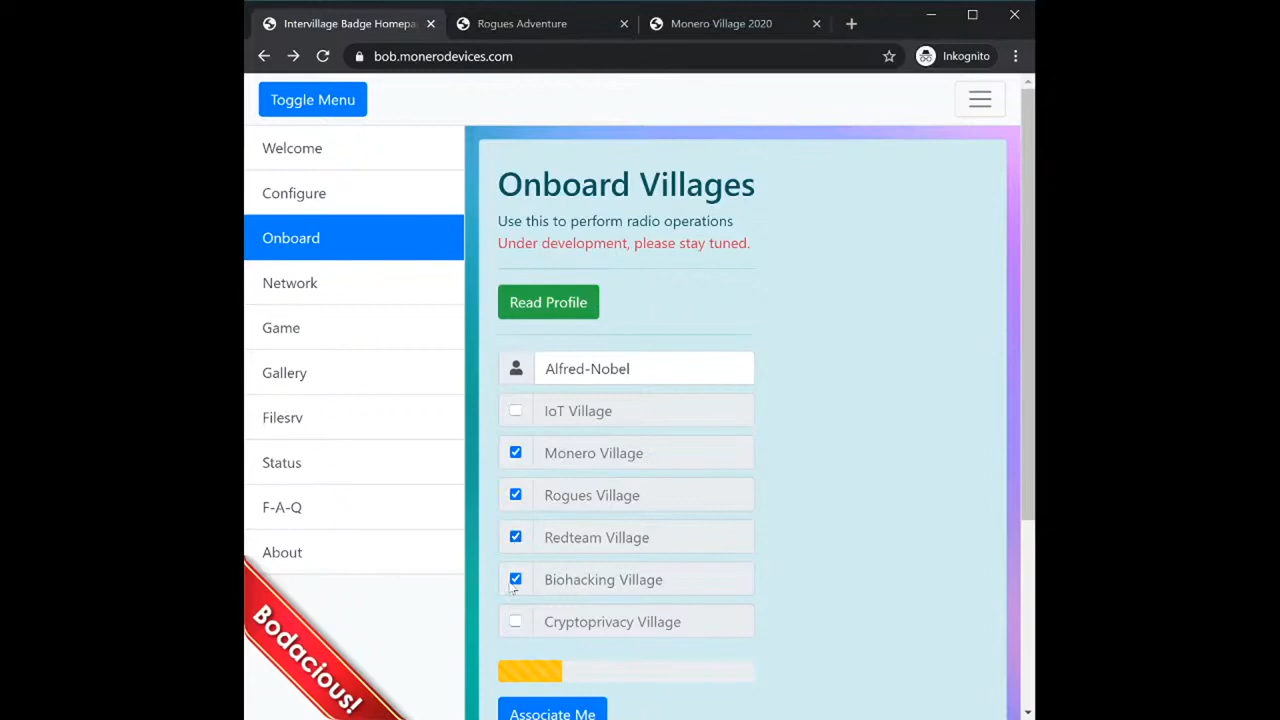 Intervillage Badge Homepa
Rogues Adventure
Monero Village 2020
bob.monerodevices.com
Inkognito
Toggle Menu
Welcome
Configure
Onboard
Network
Game
Gallery
Filesrv
Status
F-A-Q
About
Bodacious!
Onboard Villages
Use this to perform radio operations
Under development, please stay tuned.
Read Profile
Alfred-Nobel
IoT Village
Monero Village
Rogues Village
Redteam Village
Biohacking Village
Cryptoprivacy Village
Associate Me